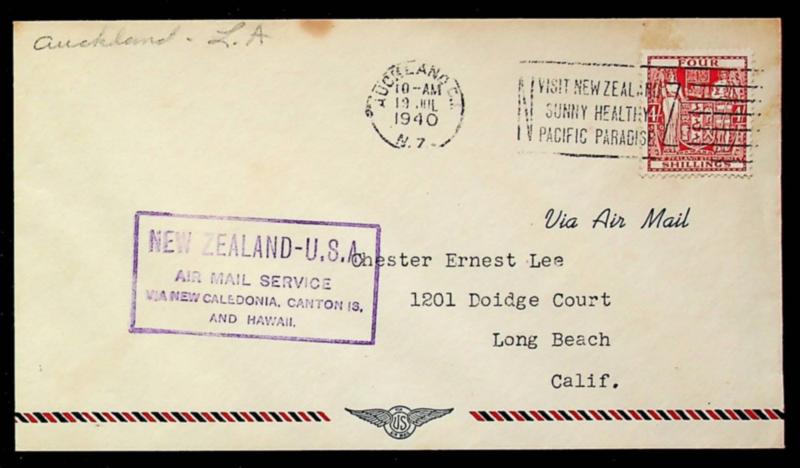 Auckland - L.A
AUCKLAND C.1
10-AM
19 JUL
1940
N.Z.
VISIT NEW ZEALAND
SUNNY HEALTHY
PACIFIC PARADISE
FOUR
SHILLINGS
Via Air Mail
NEW ZEALAND-U.S.A.
AIR MAIL SERVICE
VIA NEW CALEDONIA. CANTON IS.
AND HAWAII.
Chester Ernest Lee
1201 Doidge Court
Long Beach
Calif.
US